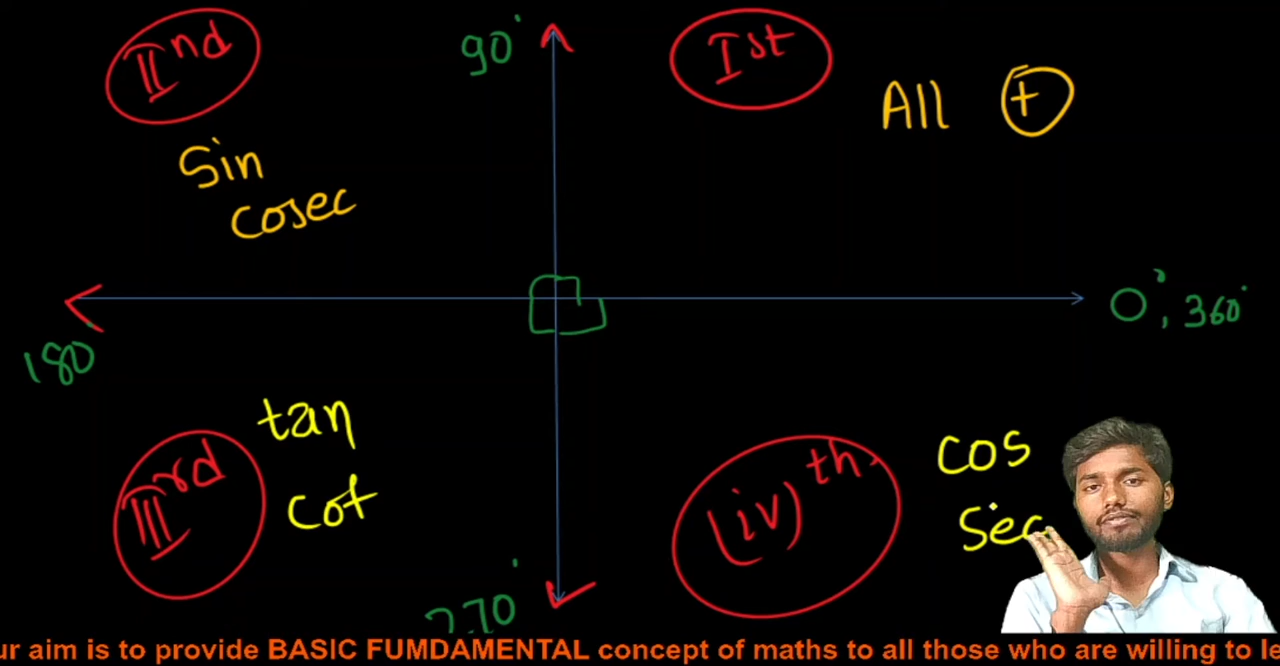 IInd
90°
Ist
All +
Sin
cosec
0°, 360°
180
tan
cot
IIIrd
(iv)th
cos
Sec
270°
ur aim is to provide BASIC FUMDAMENTAL concept of maths to all those who are willing to le